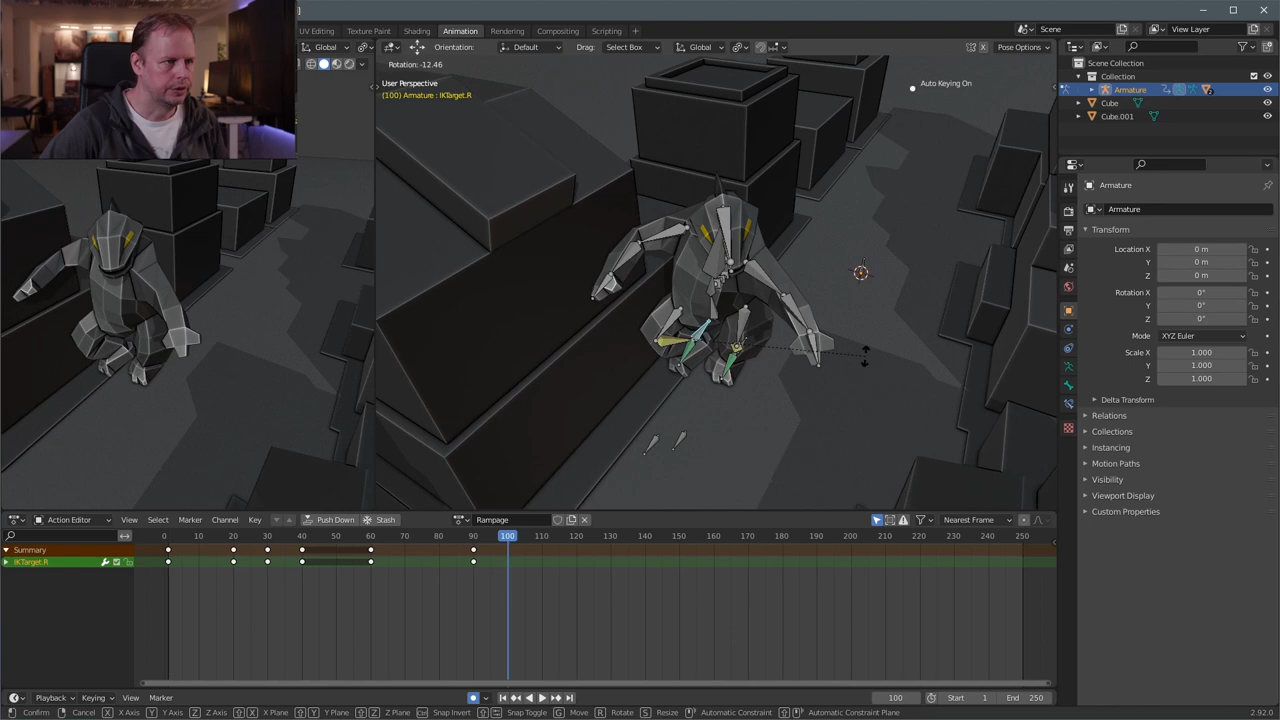 UV Editing Texture Paint Shading Animation Rendering Compositing Scripting + Scene View Layer
Global Orientation: Default Drag: Select Box Global Pose Options
Rotation: -12.46
User Perspective
(100) Armature : IKTarget.R
Auto Keying On
Scene Collection
Collection
Armature
Cube
Cube.001
Armature
Armature
Transform
Location X 0 m
Y 0 m
Z 0 m
Rotation X 0°
Y 0°
Z 0°
Mode XYZ Euler
Scale X 1.000
Y 1.000
Z 1.000
Delta Transform
Relations
Collections
Instancing
Motion Paths
Visibility
Viewport Display
Custom Properties
Action Editor View Select Marker Channel Key Push Down Stash Rampage Nearest Frame
0 10 20 30 40 50 60 70 80 90 100 110 120 130 140 150 160 170 180 190 200 210 220 230 240 250
Summary
IKTarget.R
Playback Keying View Marker 100 Start 1 End 250
Confirm Cancel X X Axis Y Y Axis Z Z Axis X X Plane Y Y Plane Z Z Plane Snap Invert Snap Toggle G Move R Rotate S Resize Automatic Constraint Automatic Constraint Plane 2.92.0